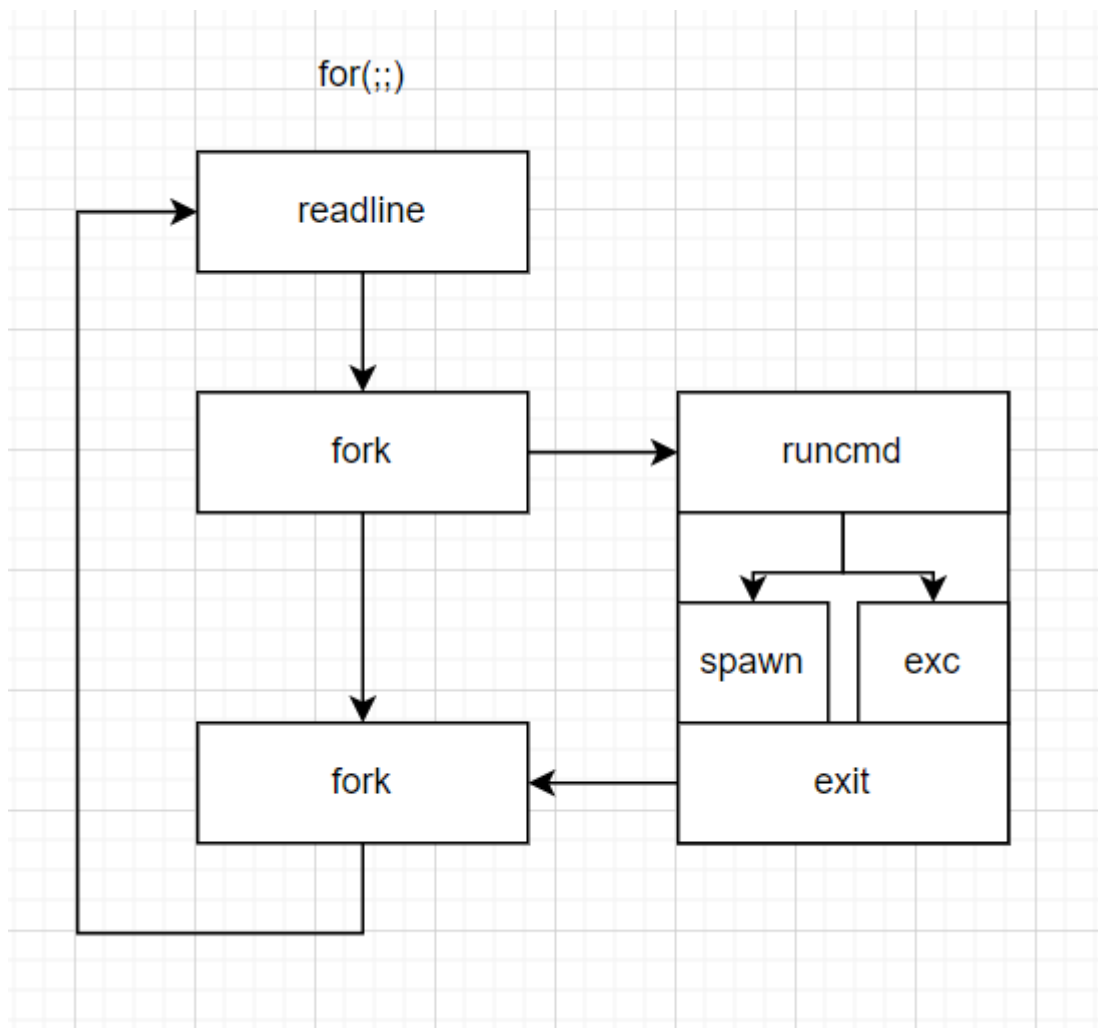 for(;;)
readline
fork
runcmd
spawn
exc
fork
exit